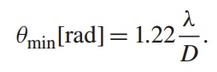 θmin[rad] = 1.22 λ/D.